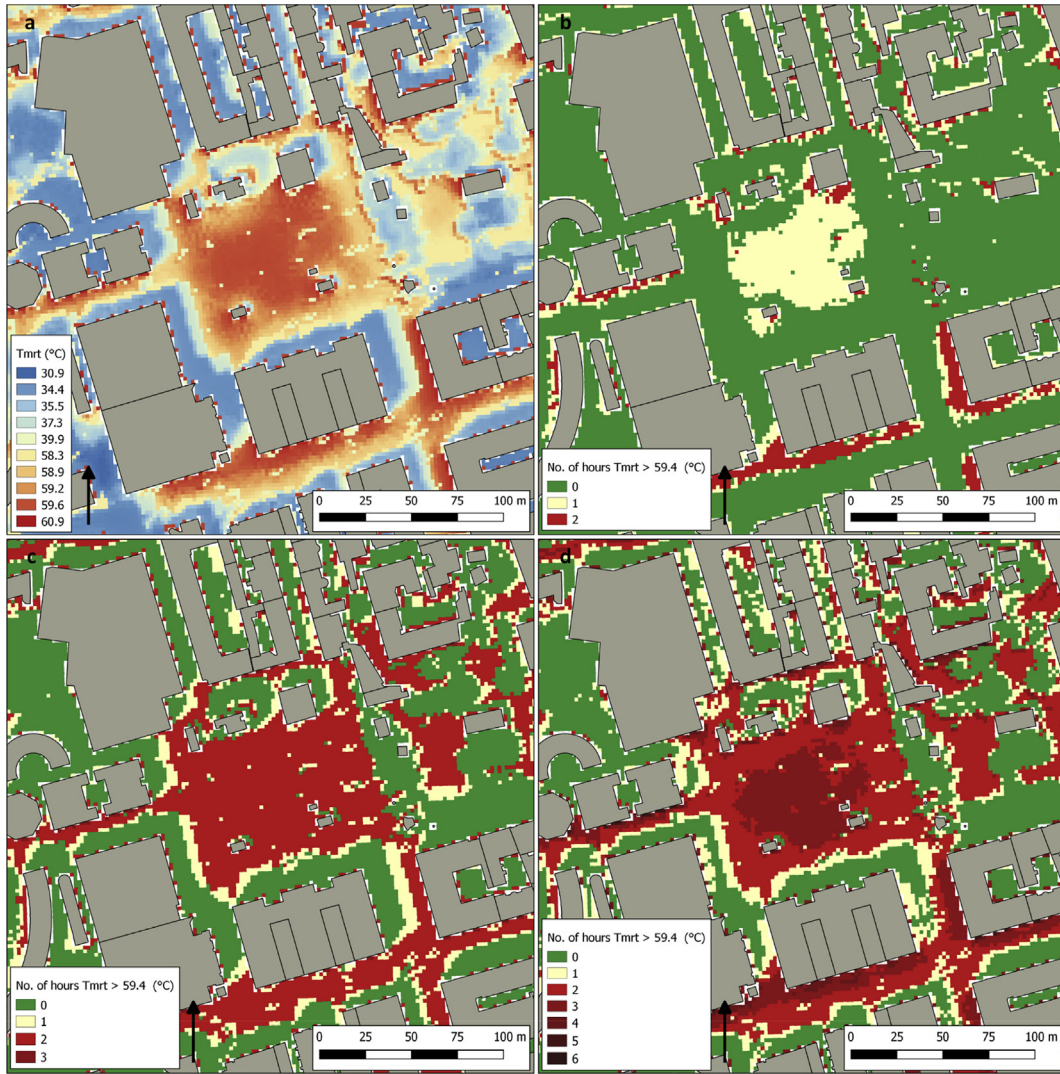 a
Tmrt (°C)
30.9
34.4
35.5
37.3
39.9
58.3
58.9
59.2
59.6
60.9
0 25 50 75 100 m
b
No. of hours Tmrt > 59.4 (°C)
0
1
2
0 25 50 75 100 m
c
No. of hours Tmrt > 59.4 (°C)
0
1
2
3
0 25 50 75 100 m
d
No. of hours Tmrt > 59.4 (°C)
0
1
2
3
4
5
6
0 25 50 75 100 m